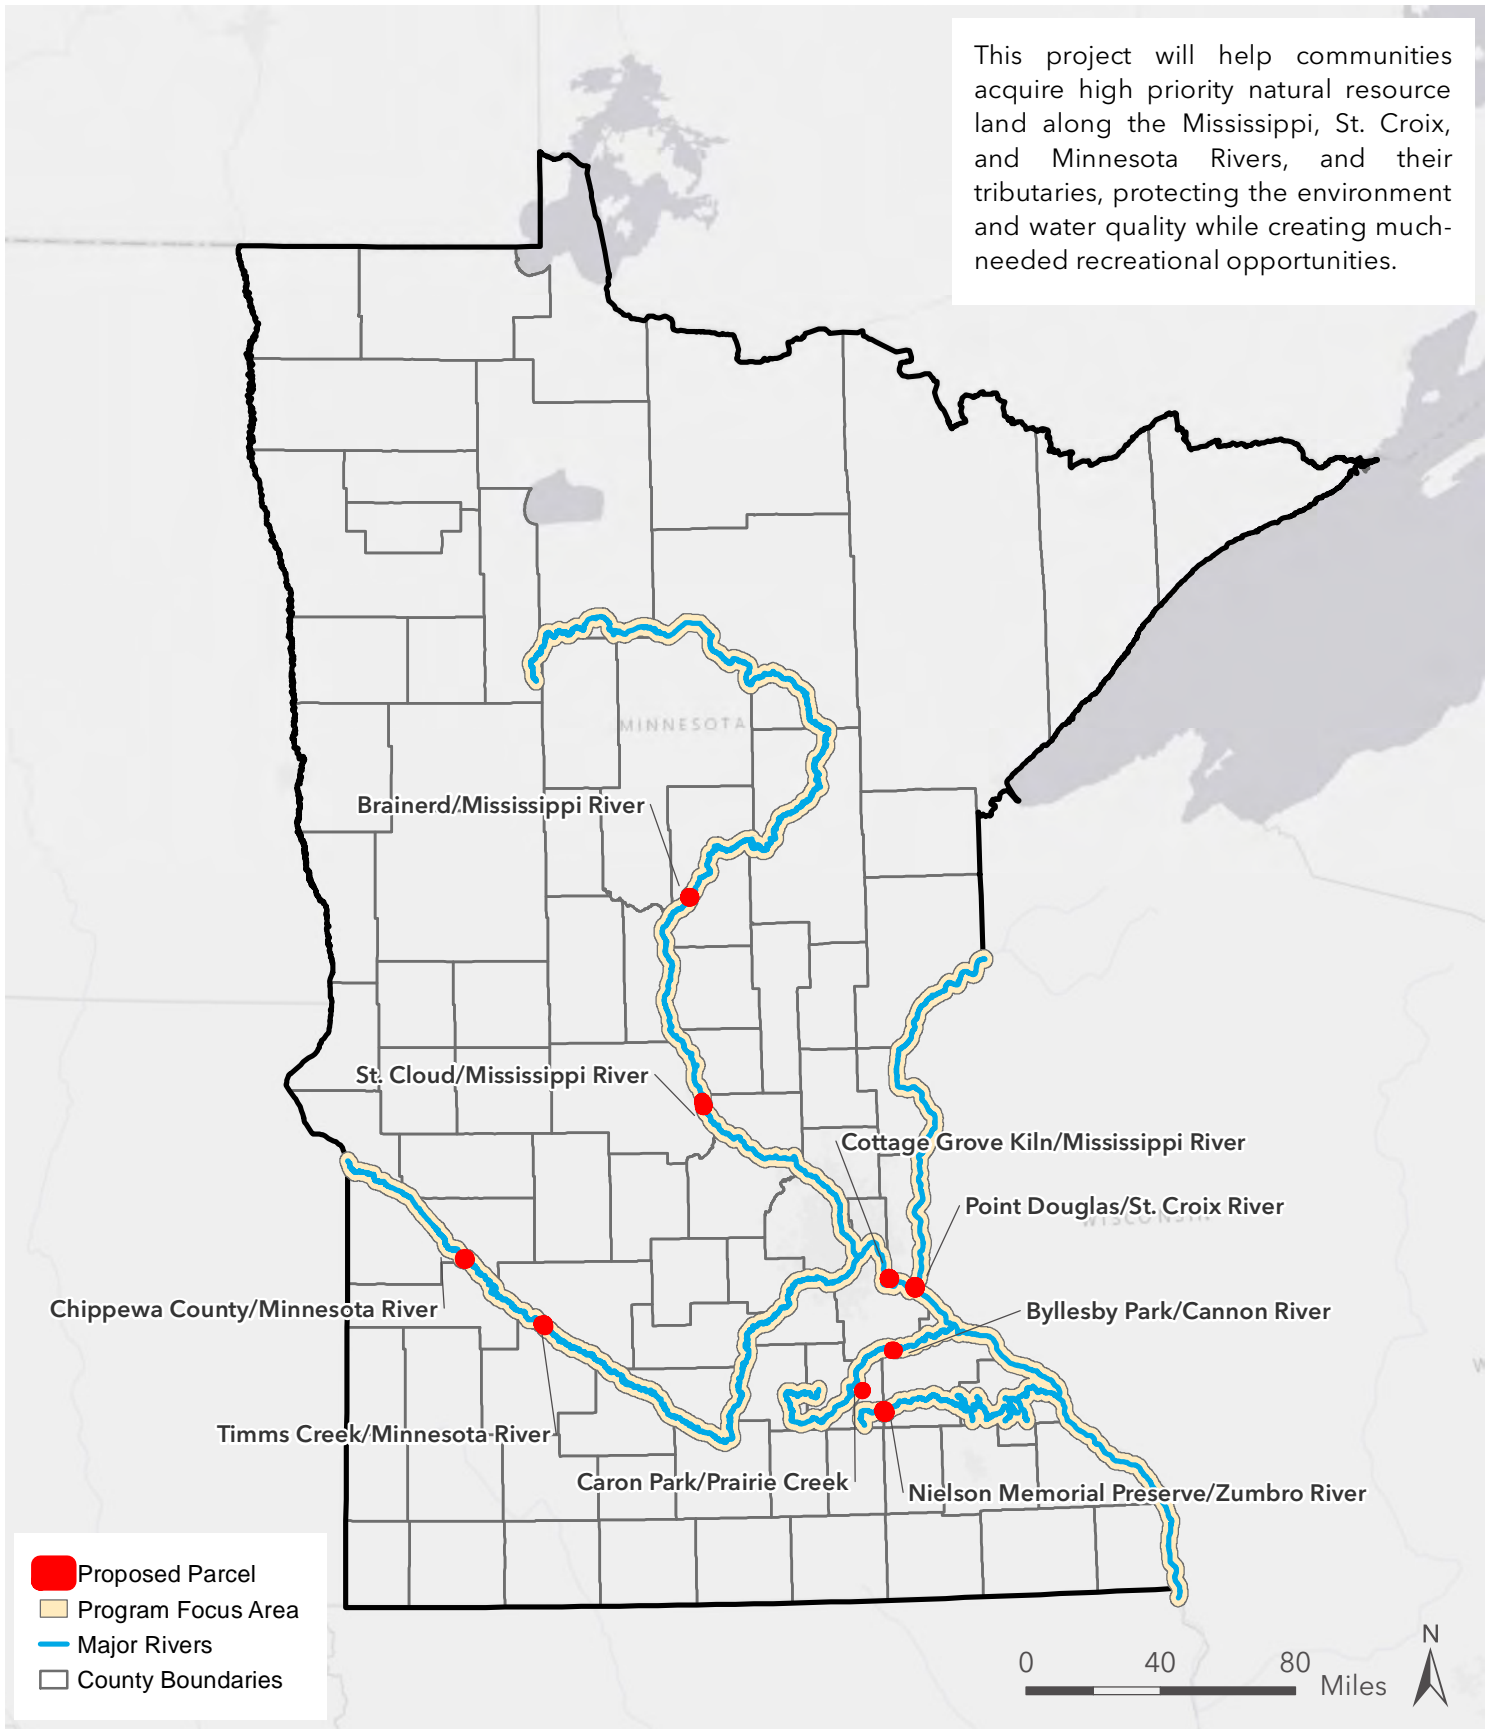 This project will help communities
acquire high priority natural resource
land along the Mississippi, St. Croix,
and Minnesota Rivers, and their
tributaries, protecting the environment
and water quality while creating much-
needed recreational opportunities.
MINNESOTA
Brainerd/Mississippi River
St. Cloud/Mississippi River
Cottage Grove Kiln/Mississippi River
Point Douglas/St. Croix River
WISCONSIN
Chippewa County/Minnesota River
Byllesby Park/Cannon River
Timms Creek/Minnesota River
Caron Park/Prairie Creek
Nielson Memorial Preserve/Zumbro River
Proposed Parcel
Program Focus Area
Major Rivers
County Boundaries
0 40 80 Miles
N